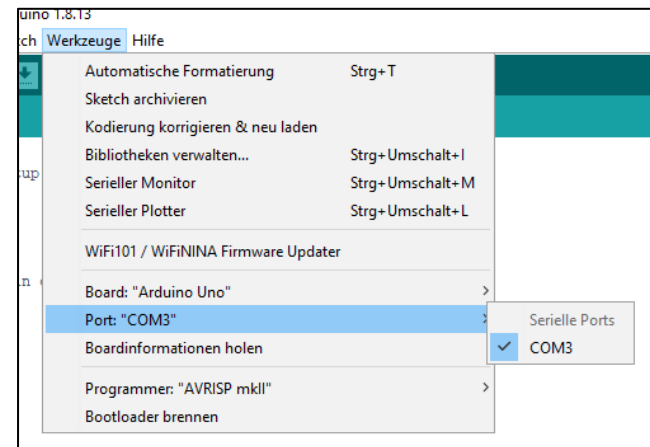 uino 1.8.13
ch Werkzeuge Hilfe
Automatische Formatierung Strg+T
Sketch archivieren
Kodierung korrigieren & neu laden
Bibliotheken verwalten... Strg+Umschalt+I
up
Serieller Monitor Strg+Umschalt+M
Serieller Plotter Strg+Umschalt+L
WiFi101 / WiFiNINA Firmware Updater
n
Board: "Arduino Uno"
Port: "COM3" Serielle Ports
Boardinformationen holen COM3
Programmer: "AVRISP mkII"
Bootloader brennen